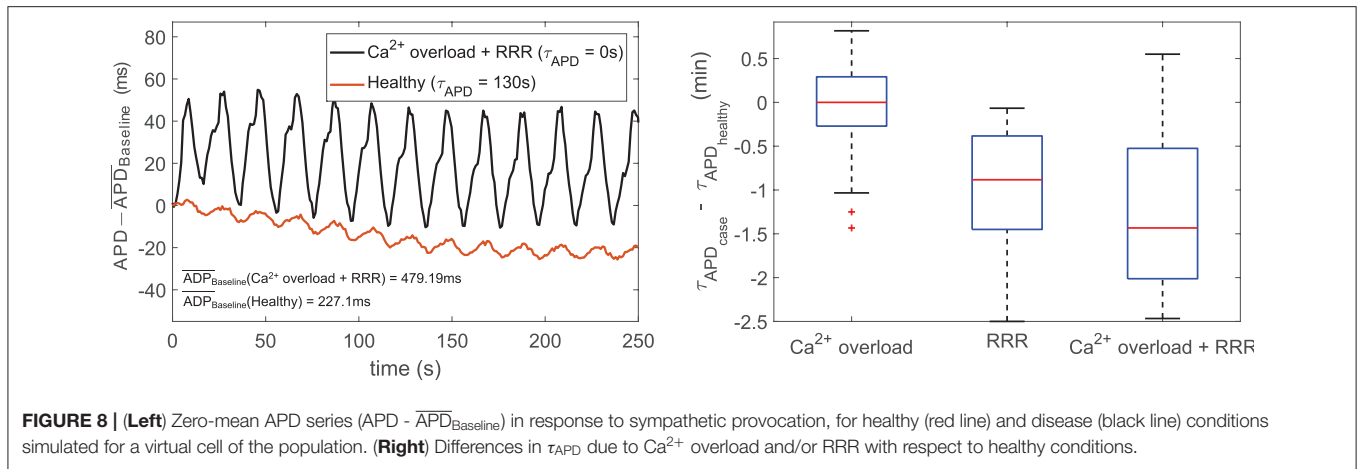 80
60
40
20
0
-20
-40
APD – APD Baseline (ms)
0
50
100
150
200
250
time (s)
Ca²⁺ overload + RRR (τAPD = 0s)
Healthy (τAPD = 130s)
ADPBaseline(Ca²⁺ overload + RRR) = 479.19ms
ADPBaseline(Healthy) = 227.1ms
0.5
0
-0.5
-1
-1.5
-2
-2.5
τAPDcase - τAPDhealthy (min)
Ca²⁺ overload
RRR
Ca²⁺ overload + RRR
FIGURE 8 | (Left) Zero-mean APD series (APD - APDBaseline) in response to sympathetic provocation, for healthy (red line) and disease (black line) conditions
simulated for a virtual cell of the population. (Right) Differences in τAPD due to Ca²⁺ overload and/or RRR with respect to healthy conditions.